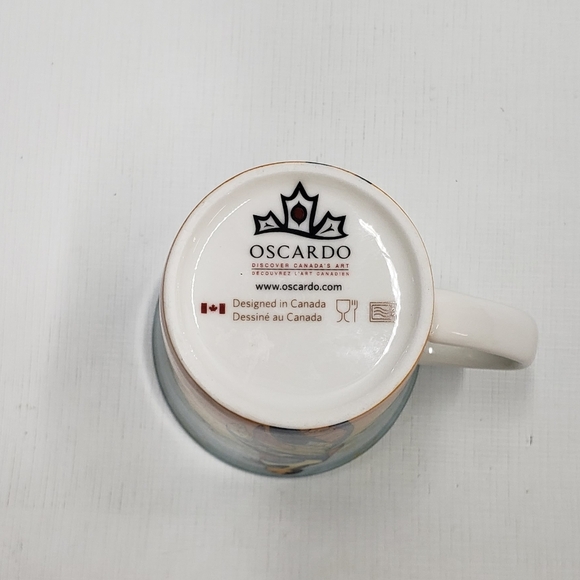 OSCARDO
DISCOVER CANADA'S ART
DÉCOUVREZ L'ART CANADIEN
www.oscardo.com
Designed in Canada
Dessiné au Canada